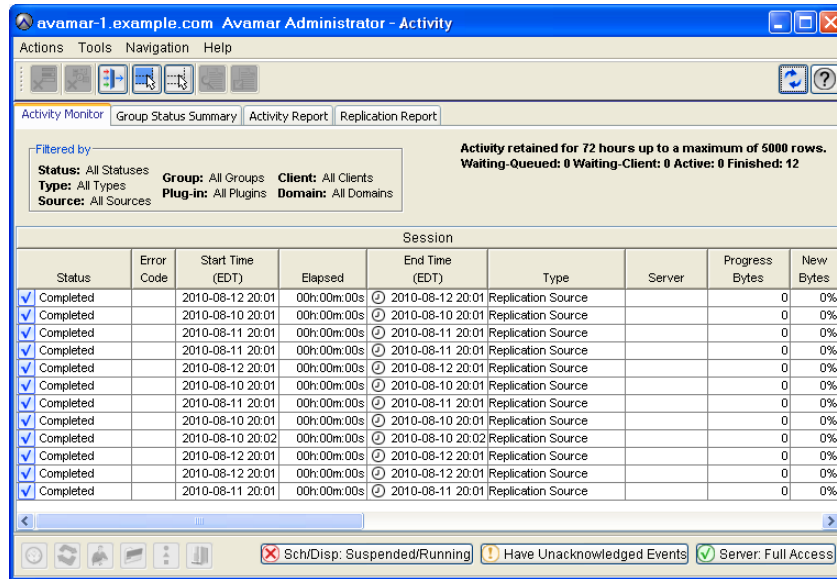 avamar-1.example.com Avamar Administrator - Activity
Actions Tools Navigation Help
Activity Monitor Group Status Summary Activity Report Replication Report
Filtered by
Status: All Statuses
Type: All Types
Source: All Sources
Group: All Groups
Plug-in: All Plugins
Client: All Clients
Domain: All Domains
Activity retained for 72 hours up to a maximum of 5000 rows.
Waiting-Queued: 0 Waiting-Client: 0 Active: 0 Finished: 12
Session
Status Error Code Start Time (EDT) Elapsed End Time (EDT) Type Server Progress Bytes New Bytes
Completed 2010-08-12 20:01 00h:00m:00s 2010-08-12 20:01 Replication Source 0 0%
Completed 2010-08-10 20:01 00h:00m:00s 2010-08-10 20:01 Replication Source 0 0%
Completed 2010-08-11 20:01 00h:00m:00s 2010-08-11 20:01 Replication Source 0 0%
Completed 2010-08-11 20:01 00h:00m:00s 2010-08-11 20:01 Replication Source 0 0%
Completed 2010-08-12 20:01 00h:00m:00s 2010-08-12 20:01 Replication Source 0 0%
Completed 2010-08-10 20:01 00h:00m:00s 2010-08-10 20:01 Replication Source 0 0%
Completed 2010-08-11 20:01 00h:00m:00s 2010-08-11 20:01 Replication Source 0 0%
Completed 2010-08-10 20:01 00h:00m:00s 2010-08-10 20:01 Replication Source 0 0%
Completed 2010-08-10 20:02 00h:00m:00s 2010-08-10 20:02 Replication Source 0 0%
Completed 2010-08-12 20:01 00h:00m:00s 2010-08-12 20:01 Replication Source 0 0%
Completed 2010-08-12 20:01 00h:00m:00s 2010-08-12 20:01 Replication Source 0 0%
Completed 2010-08-11 20:01 00h:00m:00s 2010-08-11 20:01 Replication Source 0 0%
Sch/Disp: Suspended/Running Have Unacknowledged Events Server: Full Access